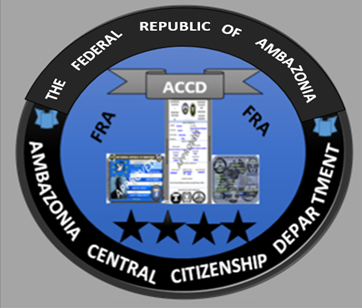 THE FEDERAL REPUBLIC OF AMBAZONIA
ACCD
FRA
FRA
AMBAZONIA CENTRAL CITIZENSHIP DEPARTMENT